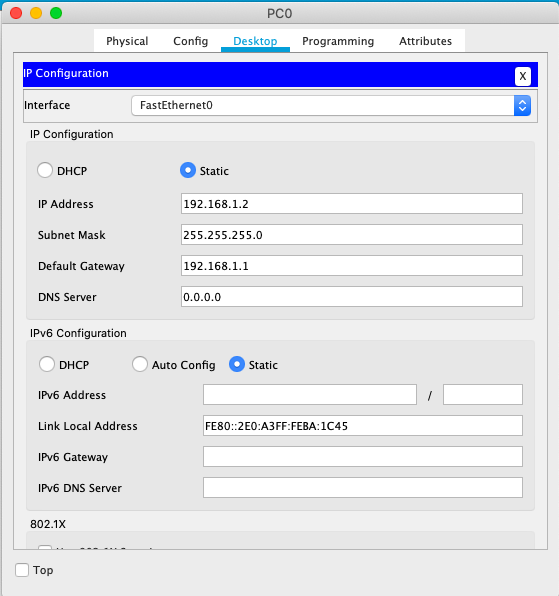 PC0
Physical Config Desktop Programming Attributes
IP Configuration
X
Interface FastEthernet0
IP Configuration
DHCP Static
IP Address 192.168.1.2
Subnet Mask 255.255.255.0
Default Gateway 192.168.1.1
DNS Server 0.0.0.0
IPv6 Configuration
DHCP Auto Config Static
IPv6 Address /
Link Local Address FE80::2E0:A3FF:FEBA:1C45
IPv6 Gateway
IPv6 DNS Server
802.1X
Top